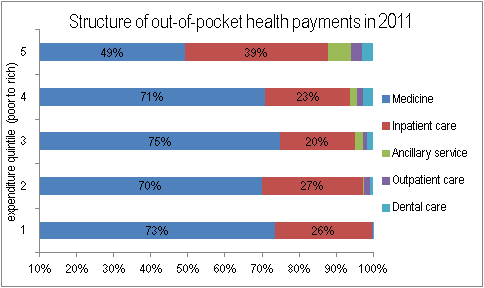 Structure of out-of-pocket health payments in 2011
expenditure quintile (poor to rich)
5 49% 39%
4 71% 23%
3 75% 20%
2 70% 27%
1 73% 26%
10% 20% 30% 40% 50% 60% 70% 80% 90% 100%
Medicine
Inpatient care
Ancillary service
Outpatient care
Dental care